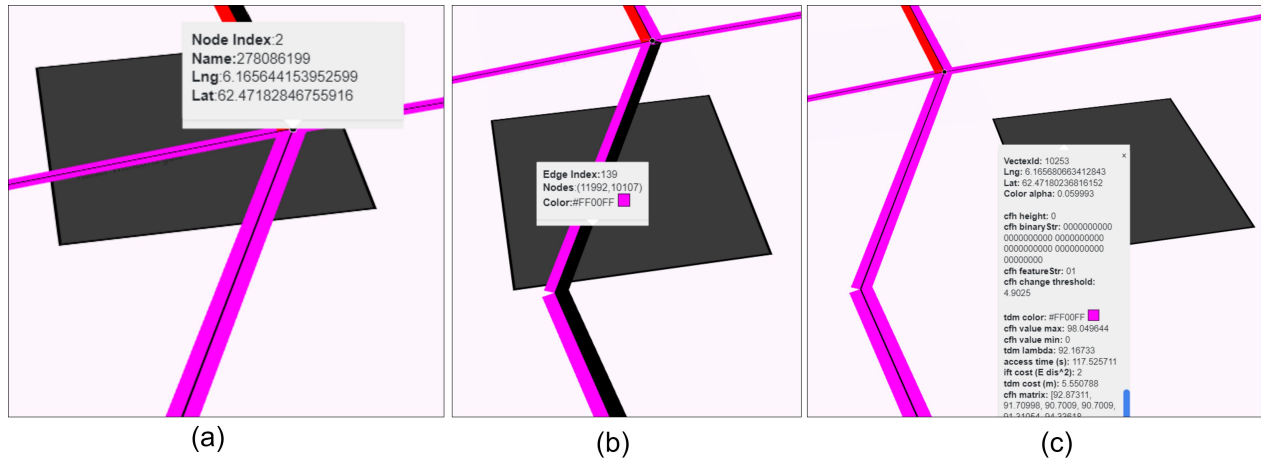 Node Index:2
Name:278086199
Lng:6.165644153952599
Lat:62.47182846755916
(a)
Edge Index:139
Nodes:(11992,10107)
Color:#FF00FF
(b)
x
VectexId: 10253
Lng: 6.165680663412843
Lat: 62.47180236816152
Color alpha: 0.059993
cfh height: 0
cfh binaryStr: 0000000000
0000000000 0000000000
0000000000 0000000000
00000000
cfh featureStr: 01
cfh change threshold:
4.9025
tdm color: #FF00FF
cfh value max: 98.049644
cfh value min: 0
tdm lambda: 92.16733
access time (s): 117.525711
ift cost (E dis^2): 2
tdm cost (m): 5.550788
cfh matrix: [92.87311,
91.70998, 90.7009, 90.7009,
(c)